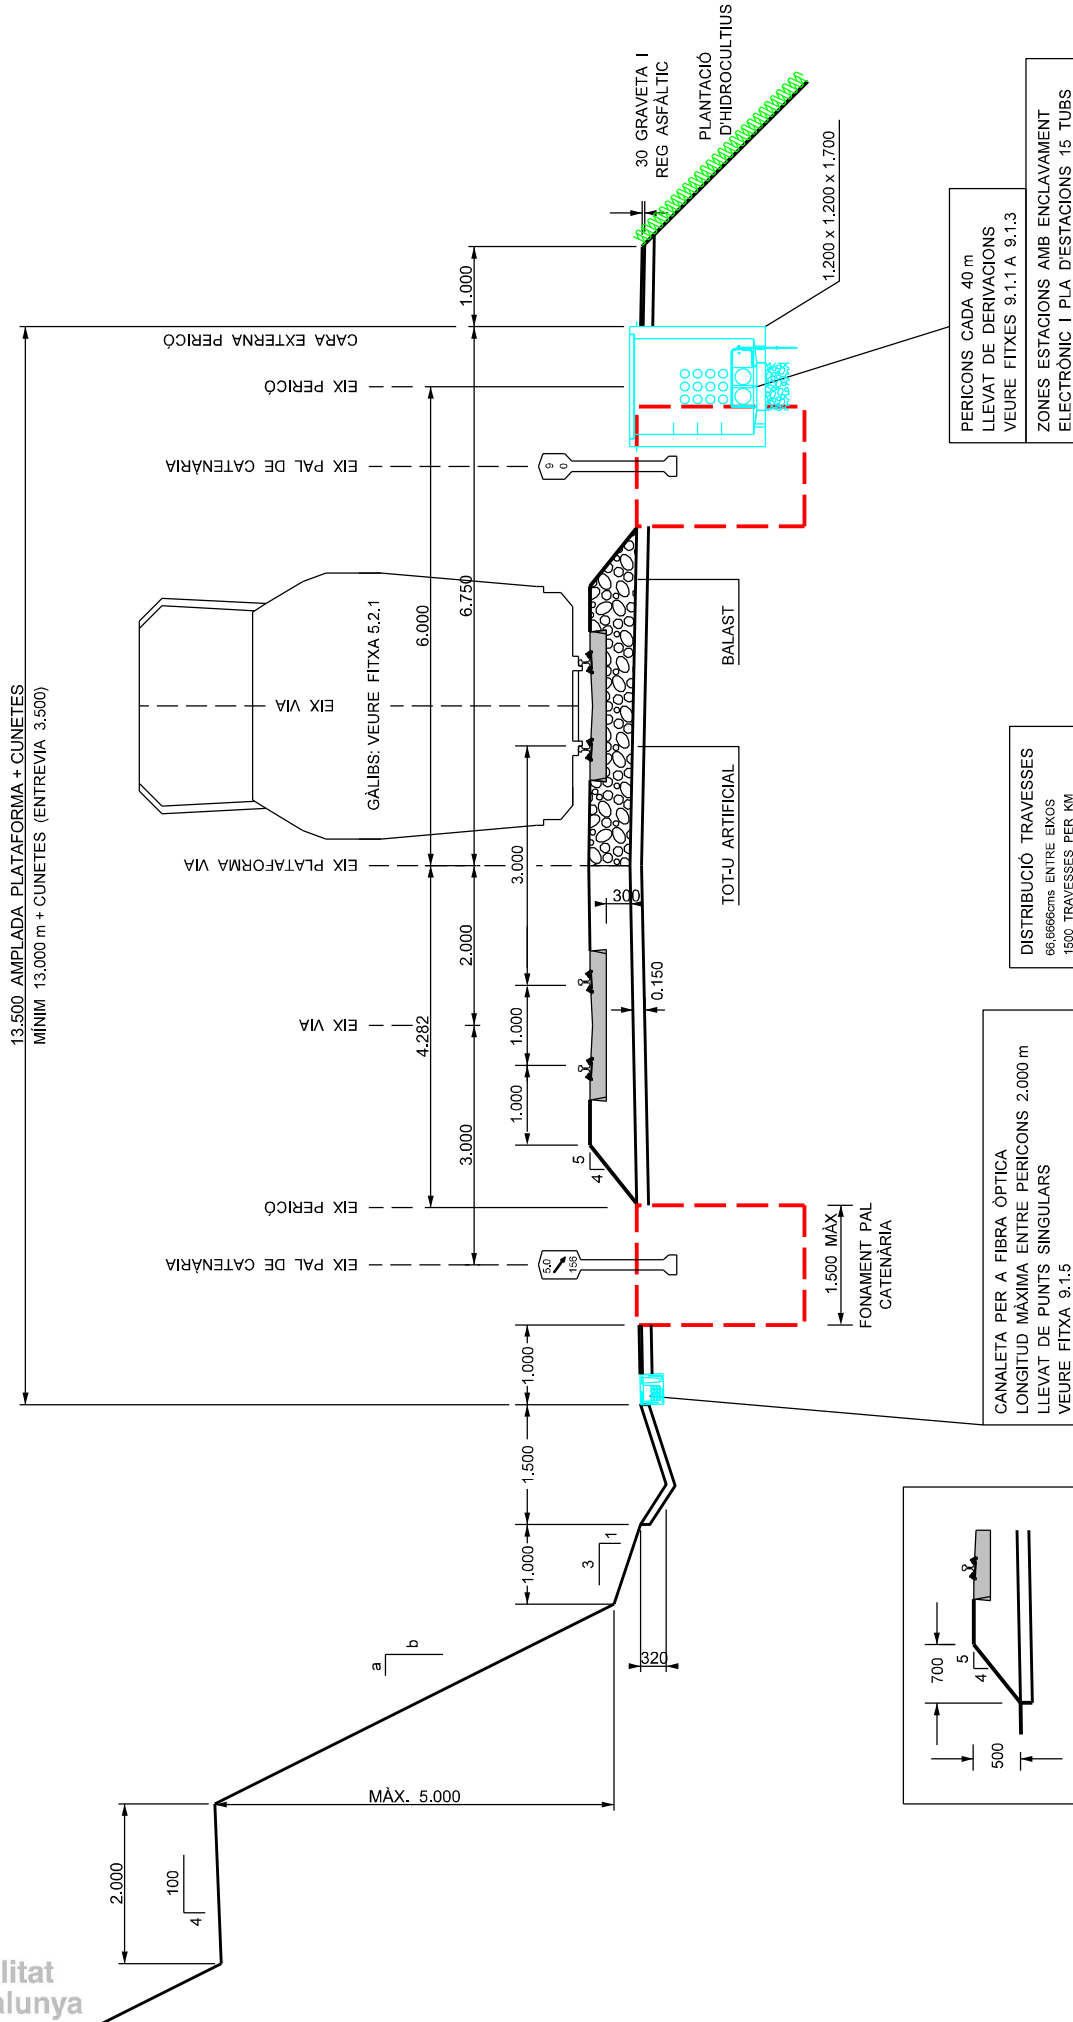 13.500 AMPLADA PLATAFORMA + CUNETES
MÍNIM 13.000 m + CUNETES (ENTREVIA 3.500)
CARA EXTERNA PERICÓ
EIX PERICÓ
EIX PAL DE CATENÀRIA
EIX VIA
EIX PLATAFORMA VIA
EIX VIA
EIX PERICÓ
EIX PAL DE CATENÀRIA
GÀLIBS: VEURE FITXA 5.2.1
30 GRAVETA I
REG ASFÀLTIC
PLANTACIÓ
D'HIDROCULTIUS
1.000
6.000
6.750
4.282
2.000
3.000
3.000
1.000
1.000
1.000
1.500
1.000
300
0.150
5
4
9
0
5.0
156
1.200 x 1.200 x 1.700
BALAST
TOT-U ARTIFICIAL
1.500 MÀX
FONAMENT PAL
CATENÀRIA
3
1
a
b
320
MÀX. 5.000
2.000
100
4
PERICONS CADA 40 m
LLEVAT DE DERIVACIONS
VEURE FITXES 9.1.1 A 9.1.3
ZONES ESTACIONS AMB ENCLAVAMENT
ELECTRÒNIC I PLA D'ESTACIONS 15 TUBS
DISTRIBUCIÓ TRAVESSES
66,6666cms ENTRE EIXOS
1500 TRAVESSES PER KM
CANALETA PER A FIBRA ÒPTICA
LONGITUD MÀXIMA ENTRE PERICONS 2.000 m
LLEVAT DE PUNTS SINGULARS
VEURE FITXA 9.1.5
700
5
4
500
litat
alunya